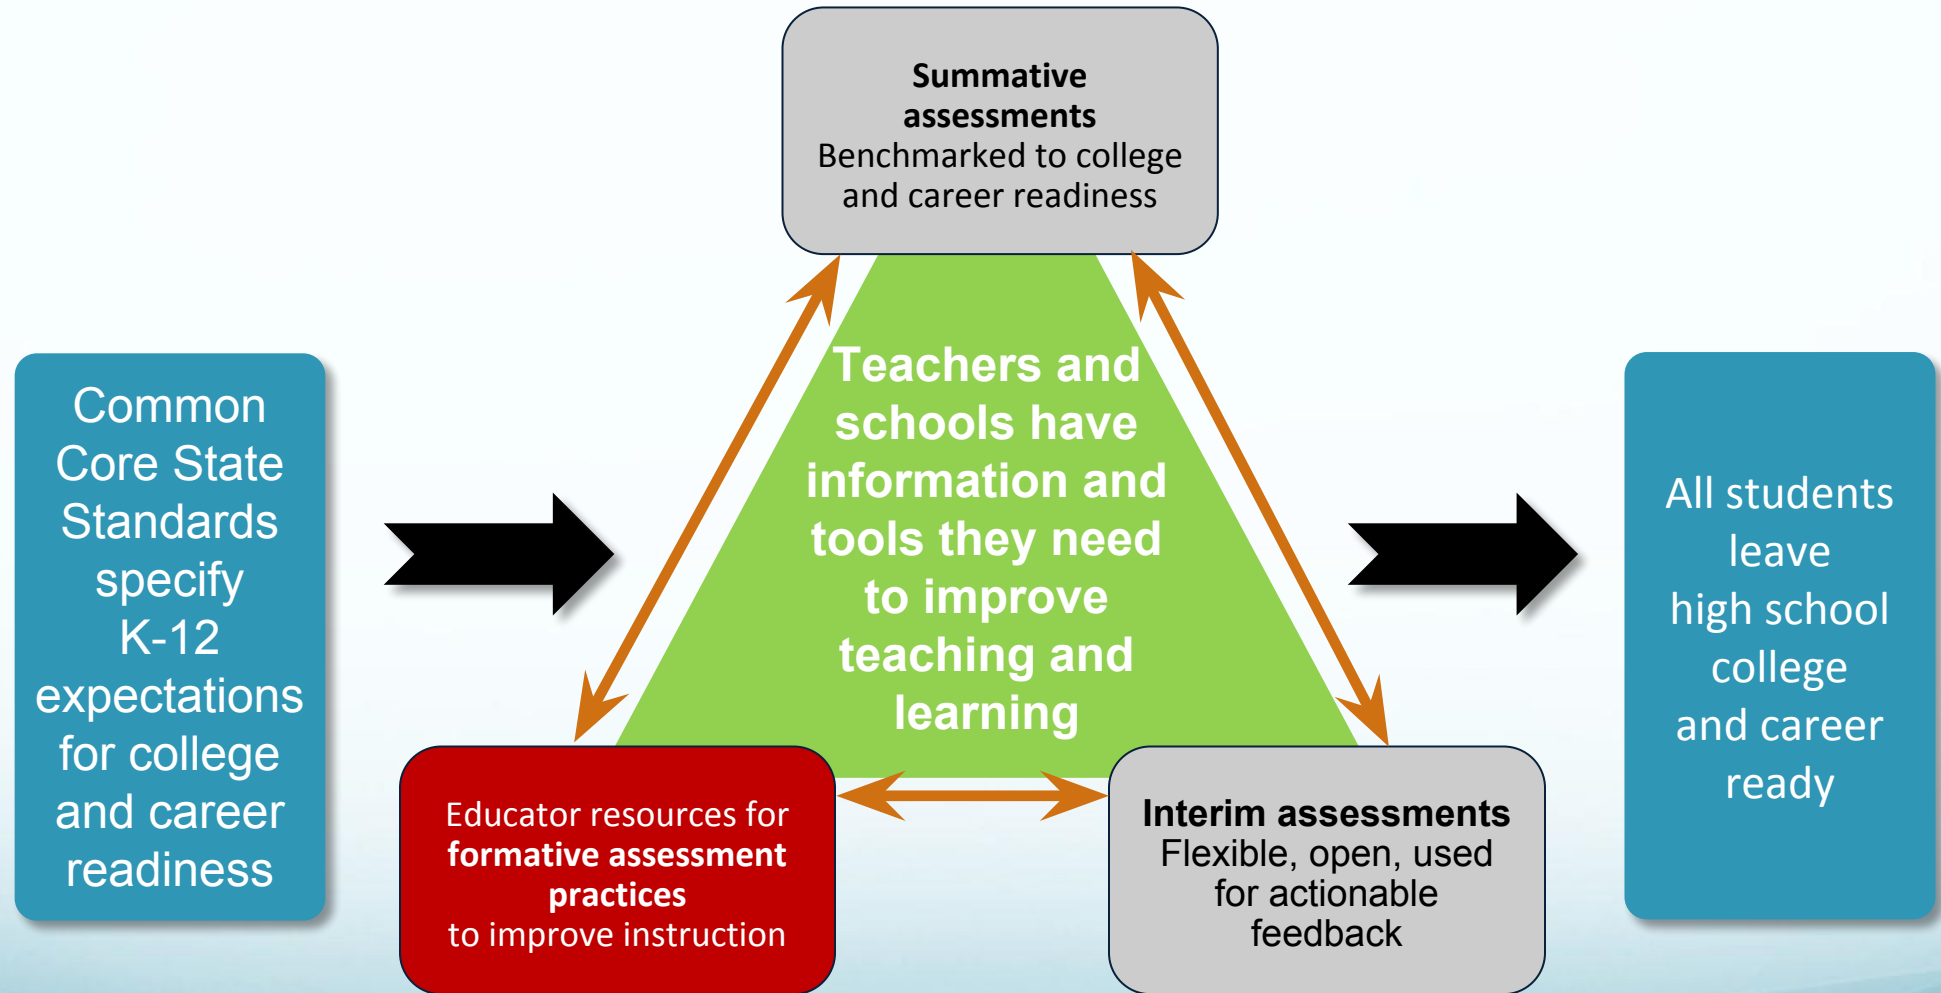 Summative
assessments
Benchmarked to college
and career readiness
Common
Core State
Standards
specify
K-12
expectations
for college
and career
readiness
Teachers and
schools have
information and
tools they need
to improve
teaching and
learning
All students
leave
high school
college
and career
ready
Educator resources for
formative assessment
practices
to improve instruction
Interim assessments
Flexible, open, used
for actionable
feedback